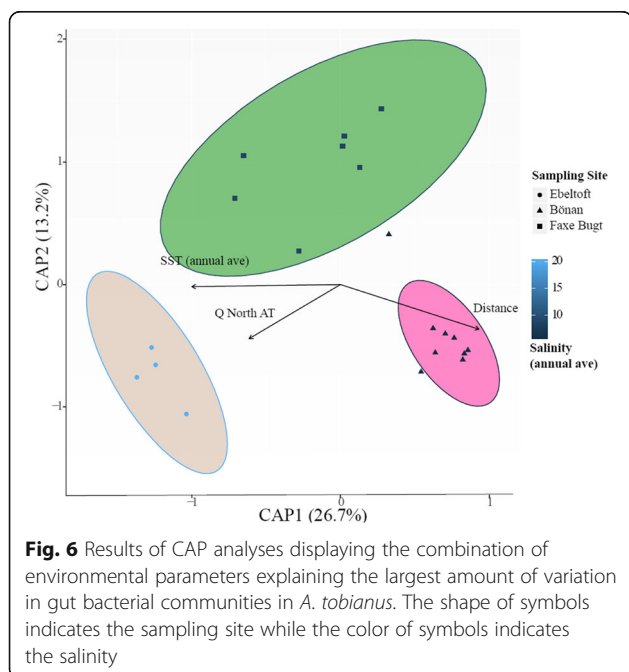 2
1
0
−1
CAP2 (13.2%)
SST (annual ave)
Q North AT
Distance
−1
0
1
CAP1 (26.7%)
Sampling Site
Ebeltoft
Bönan
Faxe Bugt
20
15
10
Salinity
(annual ave)
Fig. 6 Results of CAP analyses displaying the combination of
environmental parameters explaining the largest amount of variation
in gut bacterial communities in A. tobianus. The shape of symbols
indicates the sampling site while the color of symbols indicates
the salinity